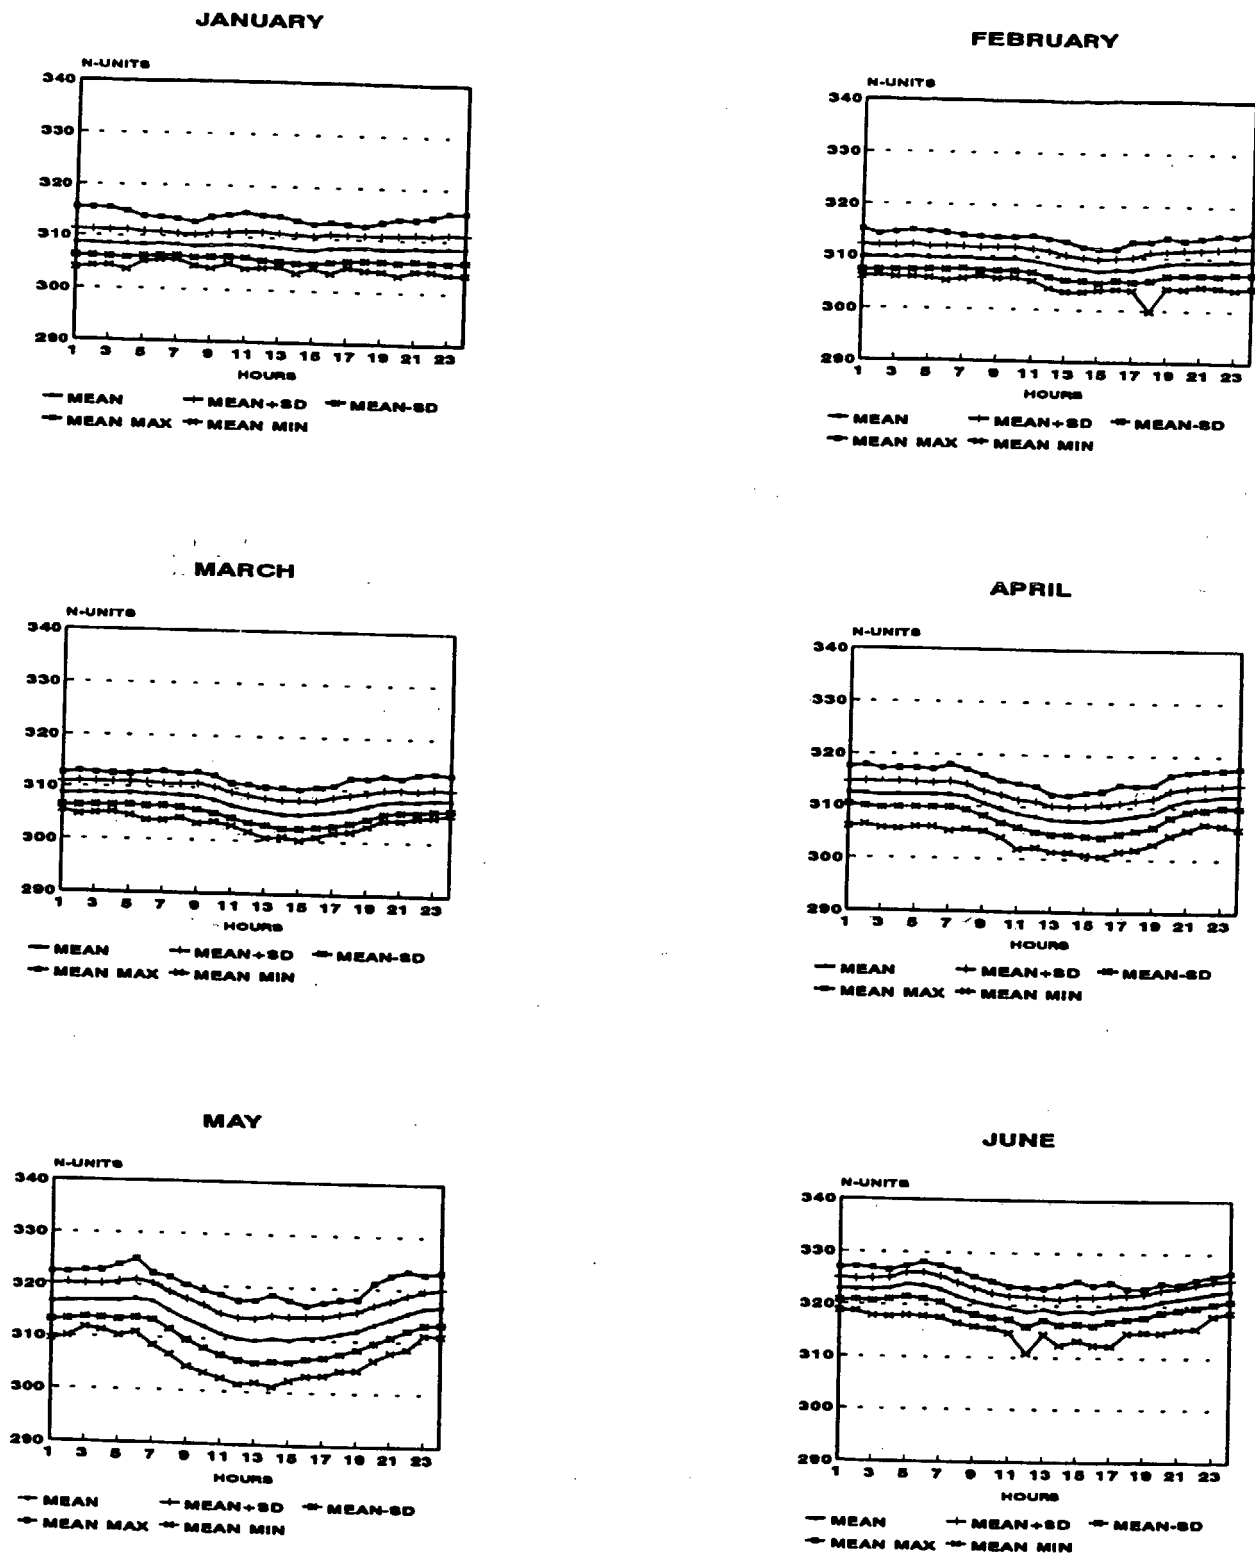 JANUARY
N-UNITS
340
330
320
310
300
290
1 3 5 7 9 11 13 15 17 19 21 23
HOURS
MEAN MEAN+SD MEAN-SD
MEAN MAX MEAN MIN
FEBRUARY
N-UNITS
340
330
320
310
300
290
1 3 5 7 9 11 13 15 17 19 21 23
HOURS
MEAN MEAN+SD MEAN-SD
MEAN MAX MEAN MIN
MARCH
N-UNITS
340
330
320
310
300
290
1 3 5 7 9 11 13 15 17 19 21 23
HOURS
MEAN MEAN+SD MEAN-SD
MEAN MAX MEAN MIN
APRIL
N-UNITS
340
330
320
310
300
290
1 3 5 7 9 11 13 15 17 19 21 23
HOURS
MEAN MEAN+SD MEAN-SD
MEAN MAX MEAN MIN
MAY
N-UNITS
340
330
320
310
300
290
1 3 5 7 9 11 13 15 17 19 21 23
HOURS
MEAN MEAN+SD MEAN-SD
MEAN MAX MEAN MIN
JUNE
N-UNITS
340
330
320
310
300
290
1 3 5 7 9 11 13 15 17 19 21 23
HOURS
MEAN MEAN+SD MEAN-SD
MEAN MAX MEAN MIN